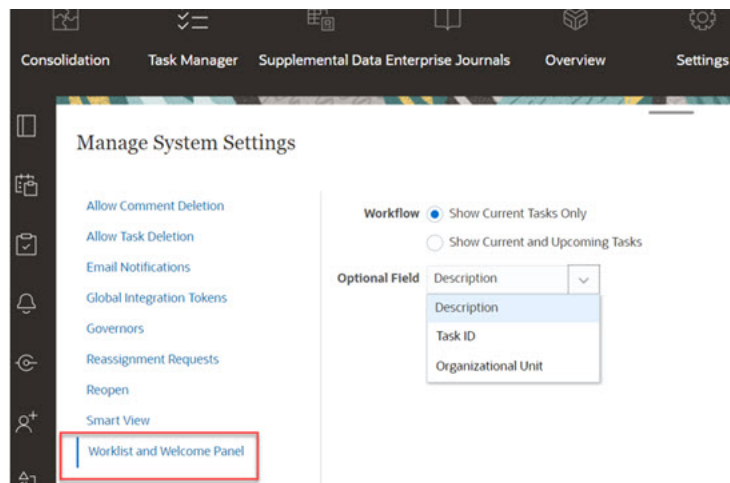 Consolidation Task Manager Supplemental Data Enterprise Journals Overview Settings
Manage System Settings
Allow Comment Deletion
Allow Task Deletion
Email Notifications
Global Integration Tokens
Governors
Reassignment Requests
Reopen
Smart View
Worklist and Welcome Panel
Workflow Show Current Tasks Only
Show Current and Upcoming Tasks
Optional Field Description
Description
Task ID
Organizational Unit